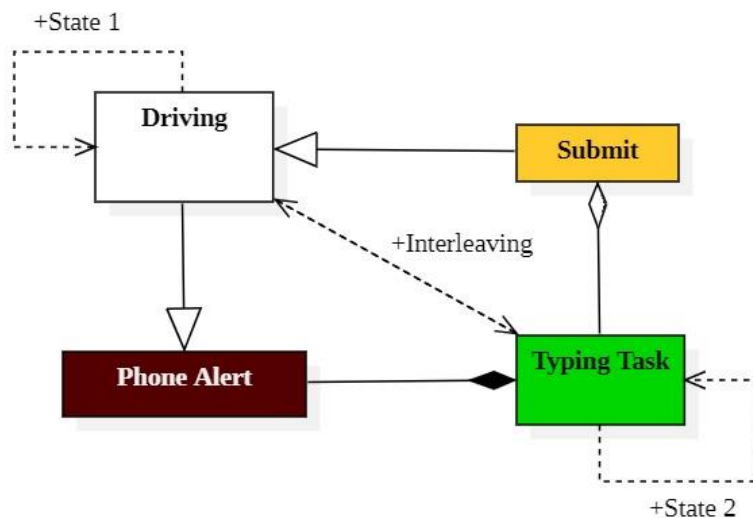 +State 1
Driving
Submit
+Interleaving
Typing Task
Phone Alert
+State 2